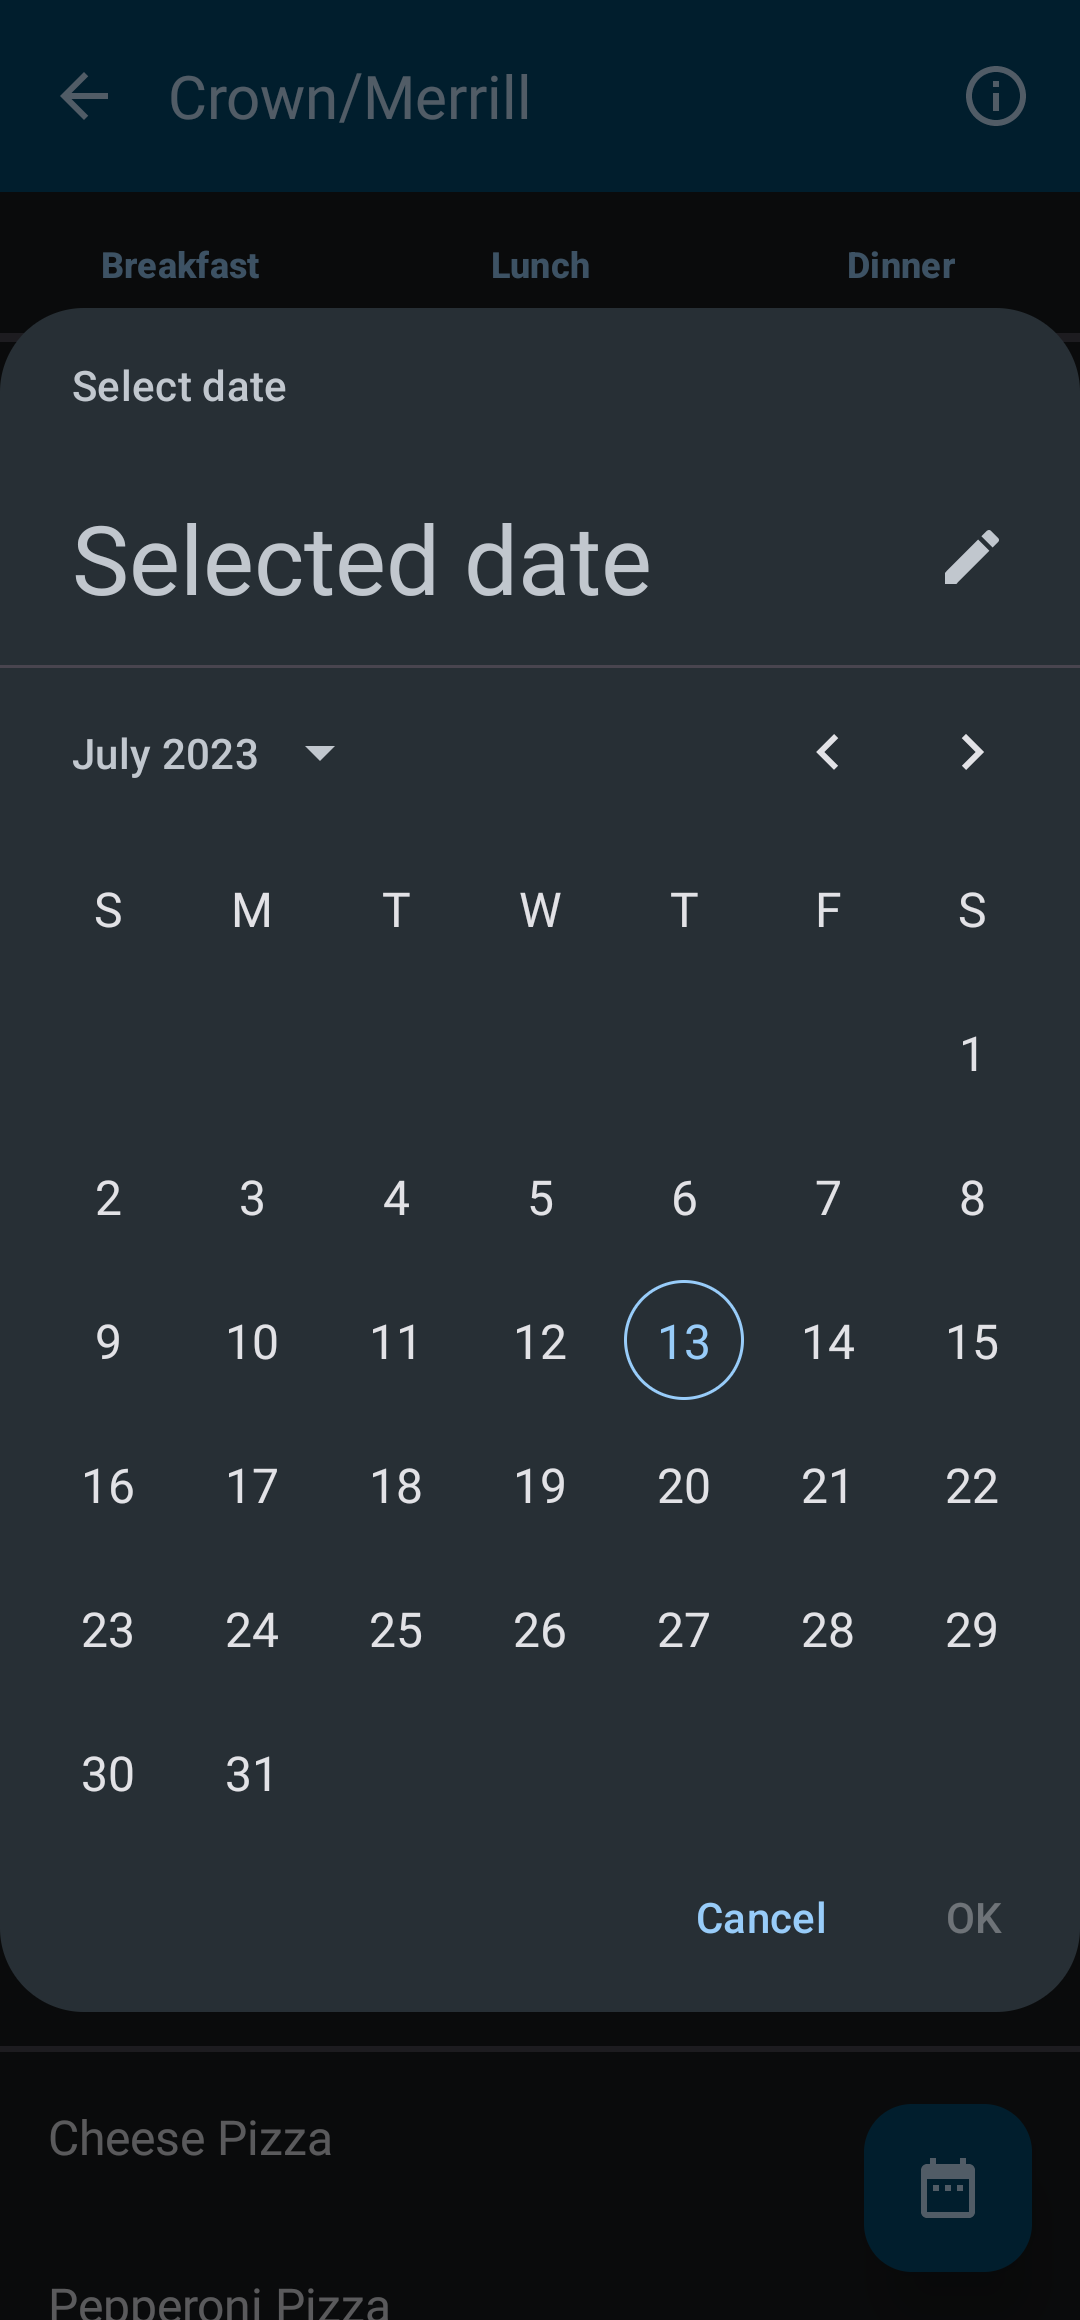 Crown/Merrill
Breakfast Lunch Dinner
Select date
Selected date
July 2023
S M T W T F S
1
2 3 4 5 6 7 8
9 10 11 12 13 14 15
16 17 18 19 20 21 22
23 24 25 26 27 28 29
30 31
Cancel OK
Cheese Pizza
Pepperoni Pizza